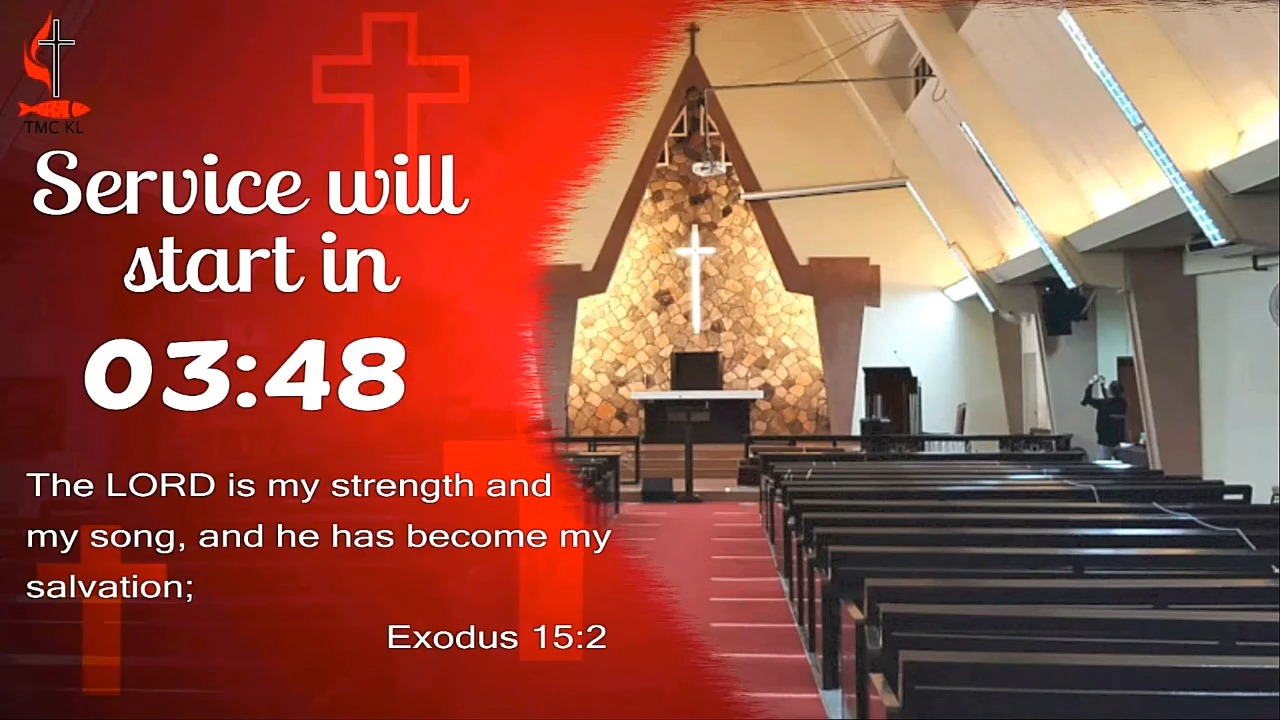 TMC KL
Service will
start in
03:48
The LORD is my strength and
my song, and he has become my
salvation;
Exodus 15:2